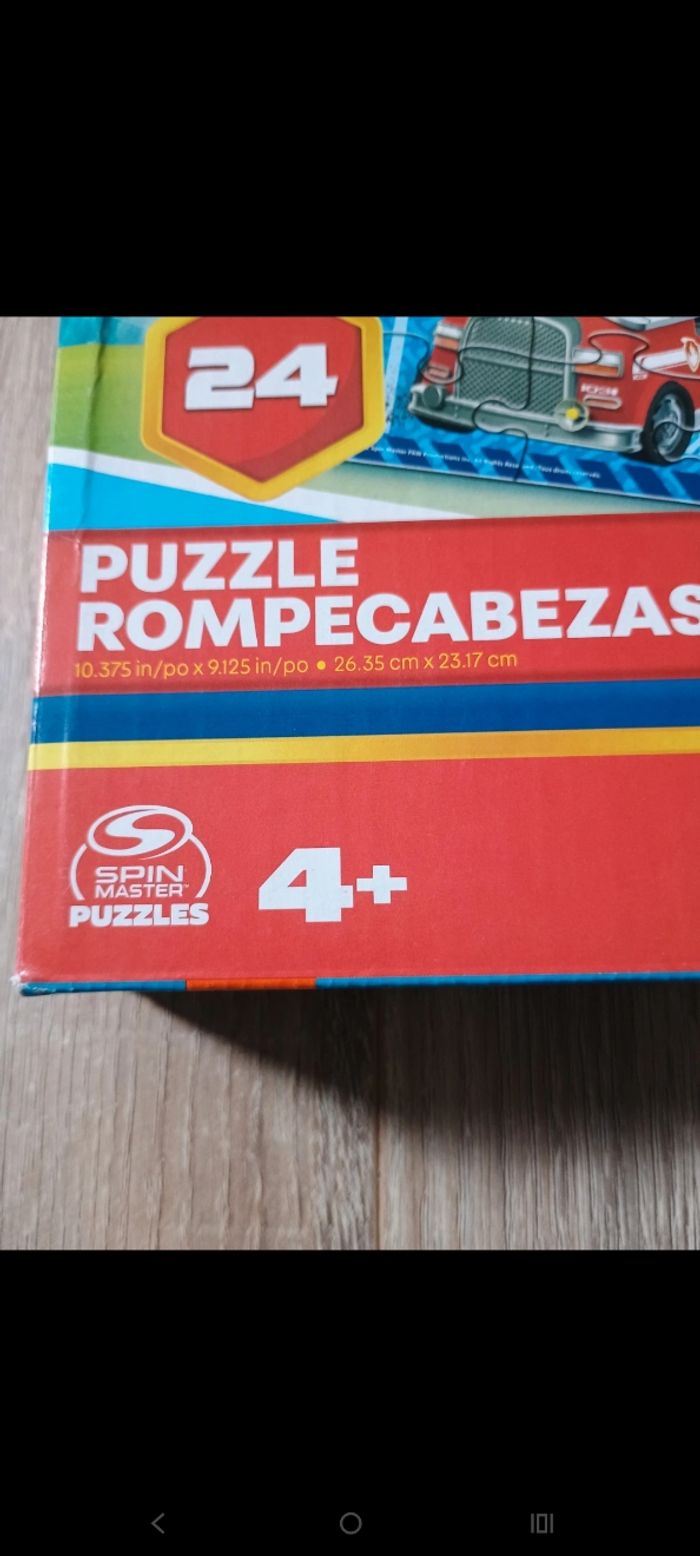 24
PUZZLE
ROMPECABEZAS
10.375 in/po x 9.125 in/po • 26.35 cm x 23.17 cm
SPIN
MASTER™
PUZZLES
4+